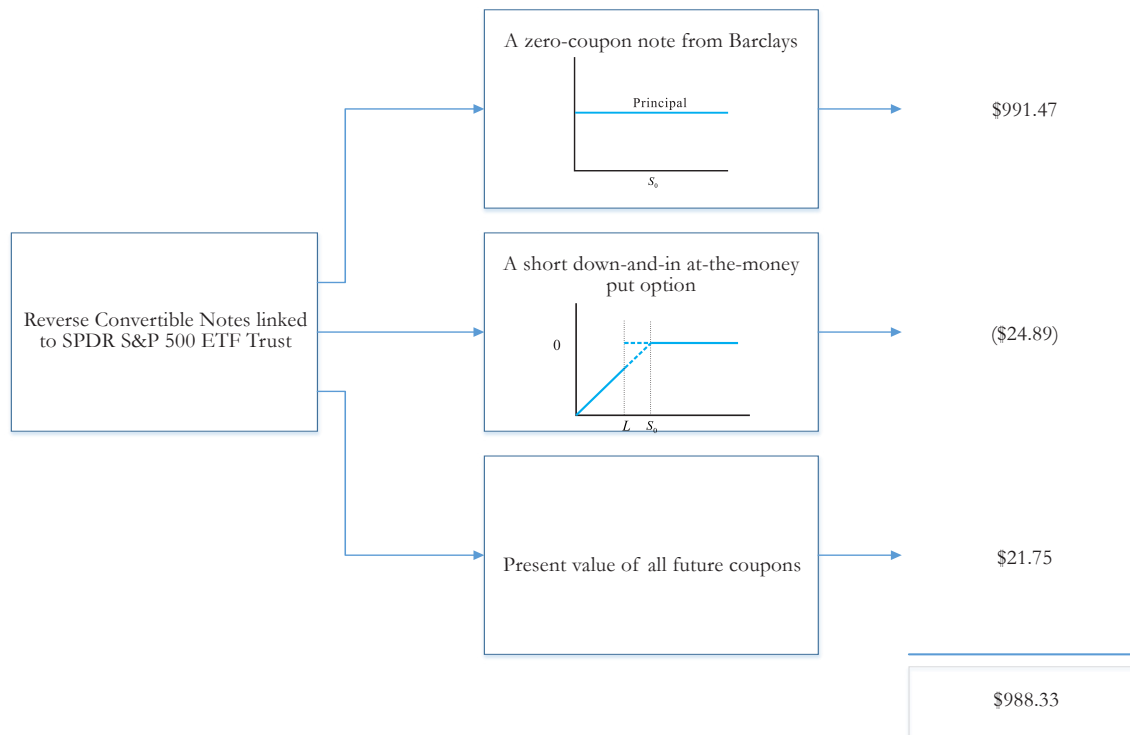 A zero-coupon note from Barclays
Principal
S₀
$991.47
Reverse Convertible Notes linked
to SPDR S&P 500 ETF Trust
A short down-and-in at-the-money
put option
0
L S₀
($24.89)
Present value of all future coupons
$21.75
$988.33